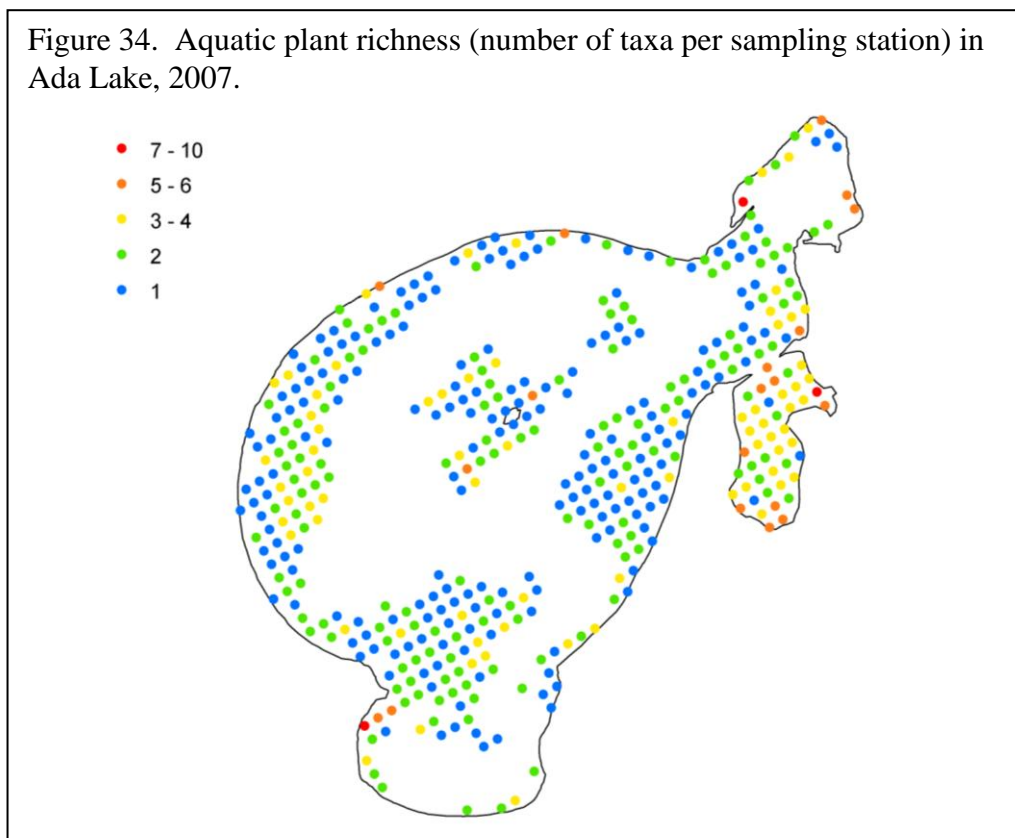 Figure 34.  Aquatic plant richness (number of taxa per sampling station) in
Ada Lake, 2007.
7 - 10
5 - 6
3 - 4
2
1